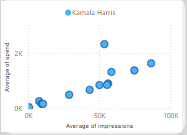 Kamala Harris
Average of spend
2K
0K
0K
50K
100K
Average of impressions